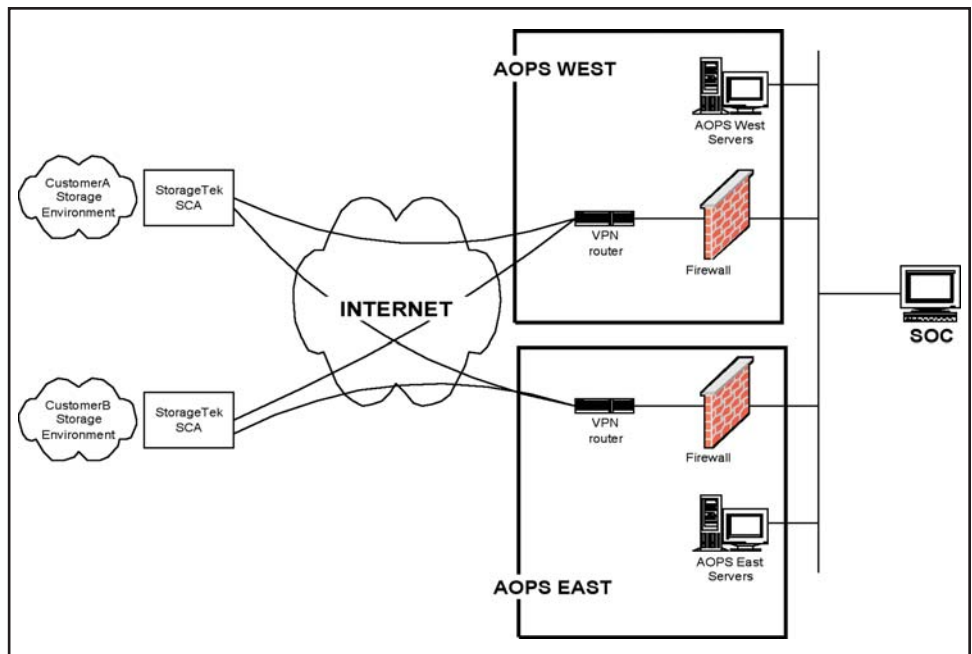 AOPS WEST
AOPS West
Servers
CustomerA
Storage
Environment
StorageTek
SCA
VPN
router
Firewall
INTERNET
SOC
CustomerB
Storage
Environment
StorageTek
SCA
VPN
router
Firewall
AOPS East
Servers
AOPS EAST